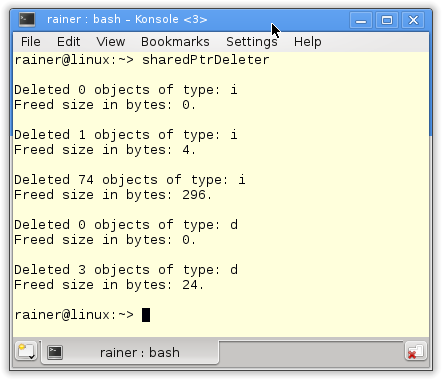 rainer : bash – Konsole <3>
File Edit View Bookmarks Settings Help
rainer@linux:~> sharedPtrDeleter
Deleted 0 objects of type: i
Freed size in bytes: 0.
Deleted 1 objects of type: i
Freed size in bytes: 4.
Deleted 74 objects of type: i
Freed size in bytes: 296.
Deleted 0 objects of type: d
Freed size in bytes: 0.
Deleted 3 objects of type: d
Freed size in bytes: 24.
rainer@linux:~>
rainer : bash